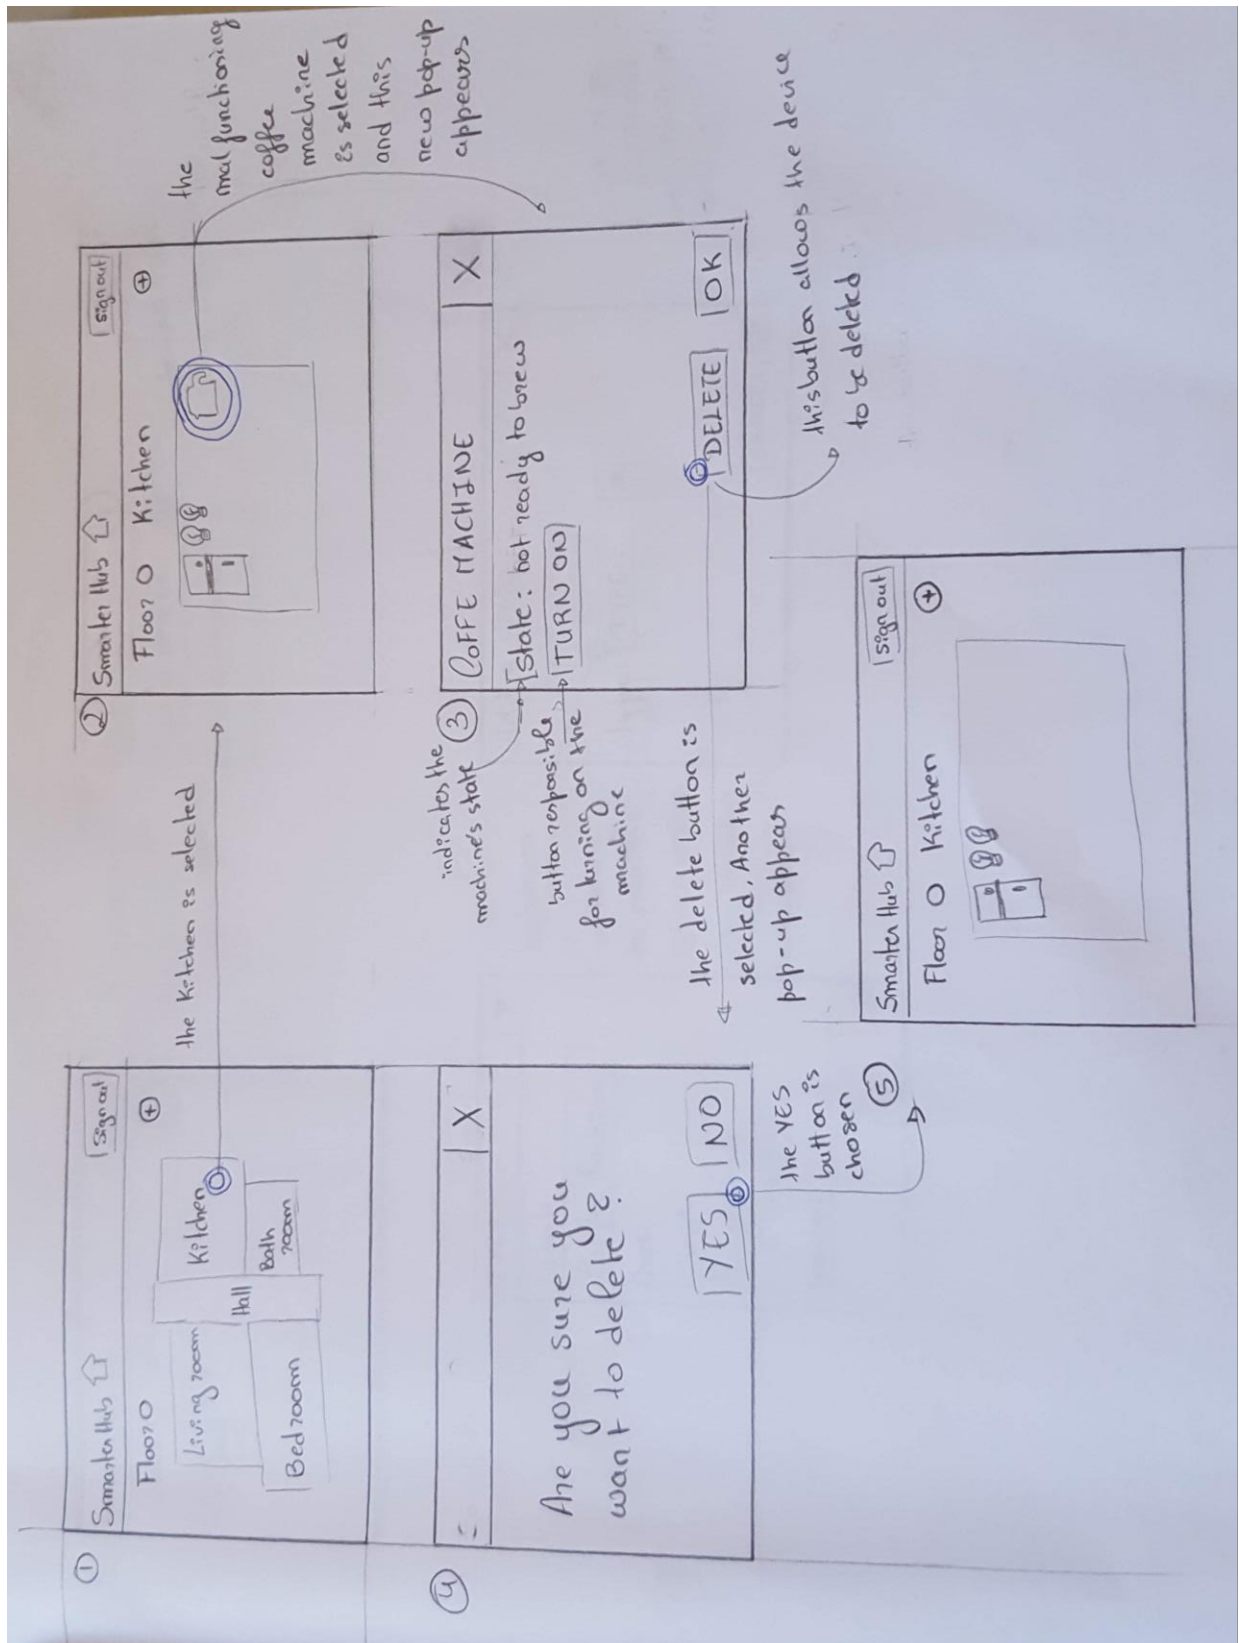 ①
Smarter Hub
Sign out
Floor 0
+
Living room
Hall
Kitchen
Bath
room
Bedroom
the Kitchen is selected
②
Smarter Hub
Sign out
Floor 0 Kitchen
+
the
malfunctioning
coffee
machine
is selected
and this
new pop-up
appears
indicates the
machine's state
③
COFFE MACHINE
X
State: not ready to brew
TURN ON
button responsible
for turning on the
machine
DELETE
OK
this button allows the device
to be deleted
the delete button is
selected. Another
pop-up appears
④
X
Are you sure you
want to delete?
YES
NO
the YES
button is
chosen
⑤
Smarter Hub
Sign out
Floor 0 Kitchen
+